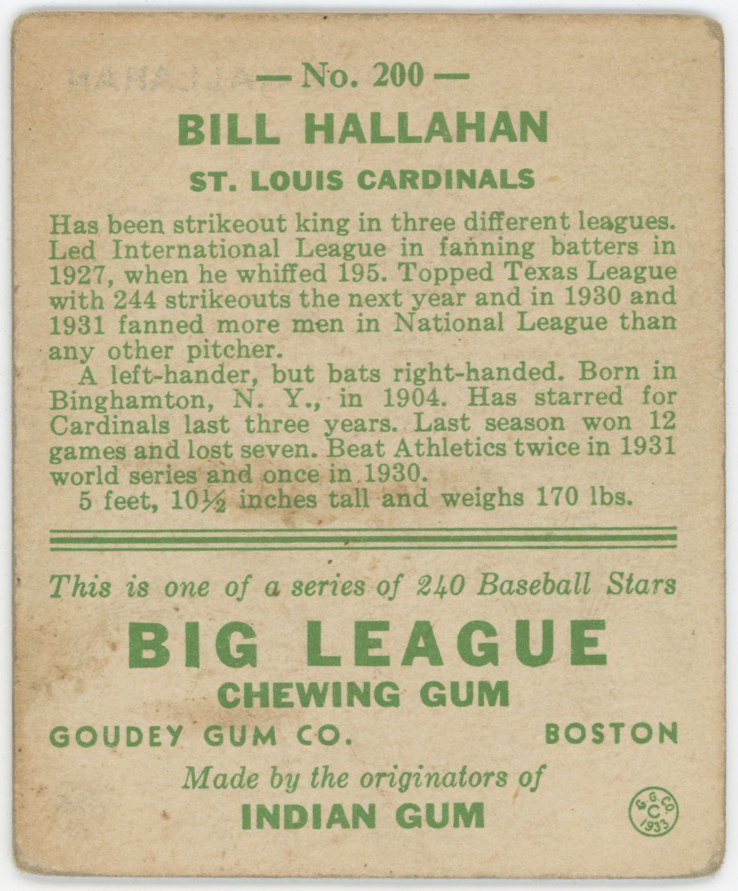 — No. 200 —
BILL HALLAHAN
ST. LOUIS CARDINALS
Has been strikeout king in three different leagues.
Led International League in fanning batters in
1927, when he whiffed 195. Topped Texas League
with 244 strikeouts the next year and in 1930 and
1931 fanned more men in National League than
any other pitcher.
A left-hander, but bats right-handed. Born in
Binghamton, N. Y., in 1904. Has starred for
Cardinals last three years. Last season won 12
games and lost seven. Beat Athletics twice in 1931
world series and once in 1930.
5 feet, 10½ inches tall and weighs 170 lbs.
This is one of a series of 240 Baseball Stars
BIG LEAGUE
CHEWING GUM
GOUDEY GUM CO. BOSTON
Made by the originators of
INDIAN GUM
G. G. CO.
C
1933